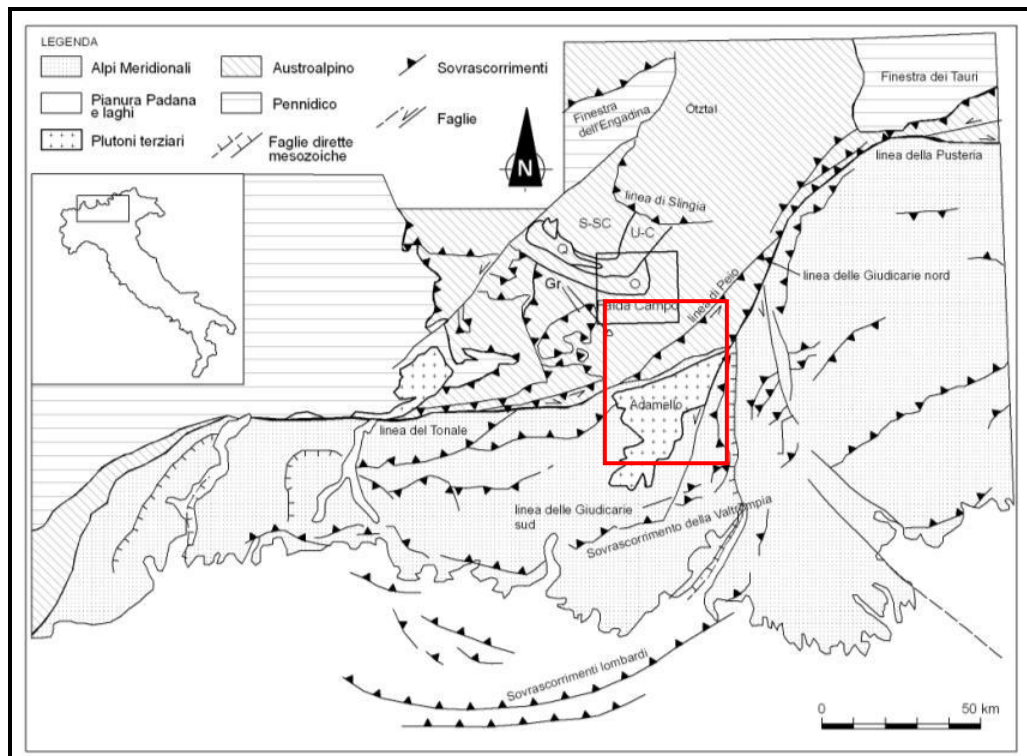 LEGENDA
Alpi Meridionali
Austroalpino
Sovrascorrimenti
Pianura Padana
e laghi
Pennidico
Faglie
Plutoni terziari
Faglie dirette
mesozoiche
N
Finestra dei Tauri
Ötztal
Finestra
dell'Engadina
linea della Pusteria
linea di Slingia
S-SC
U-C
Q
O
Gr
Falda Campo
linea di Peio
linea delle Giudicarie nord
Adamello
linea del Tonale
linea delle Giudicarie
sud
Sovrascorrimento della Valtrompia
Sovrascorrimenti lombardi
0
50 km